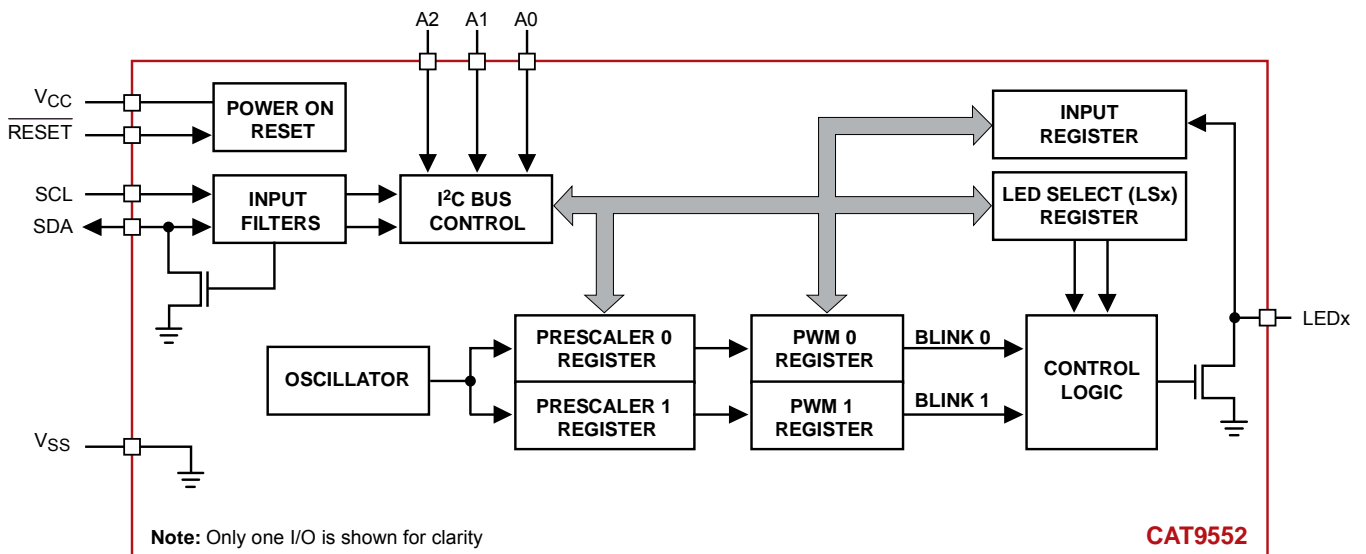 A2 A1 A0
VCC
RESET
POWER ON
RESET
INPUT
REGISTER
SCL
SDA
INPUT
FILTERS
I²C BUS
CONTROL
LED SELECT (LSx)
REGISTER
OSCILLATOR
PRESCALER 0
REGISTER
PRESCALER 1
REGISTER
PWM 0
REGISTER
PWM 1
REGISTER
BLINK 0
BLINK 1
CONTROL
LOGIC
LEDx
VSS
Note: Only one I/O is shown for clarity
CAT9552